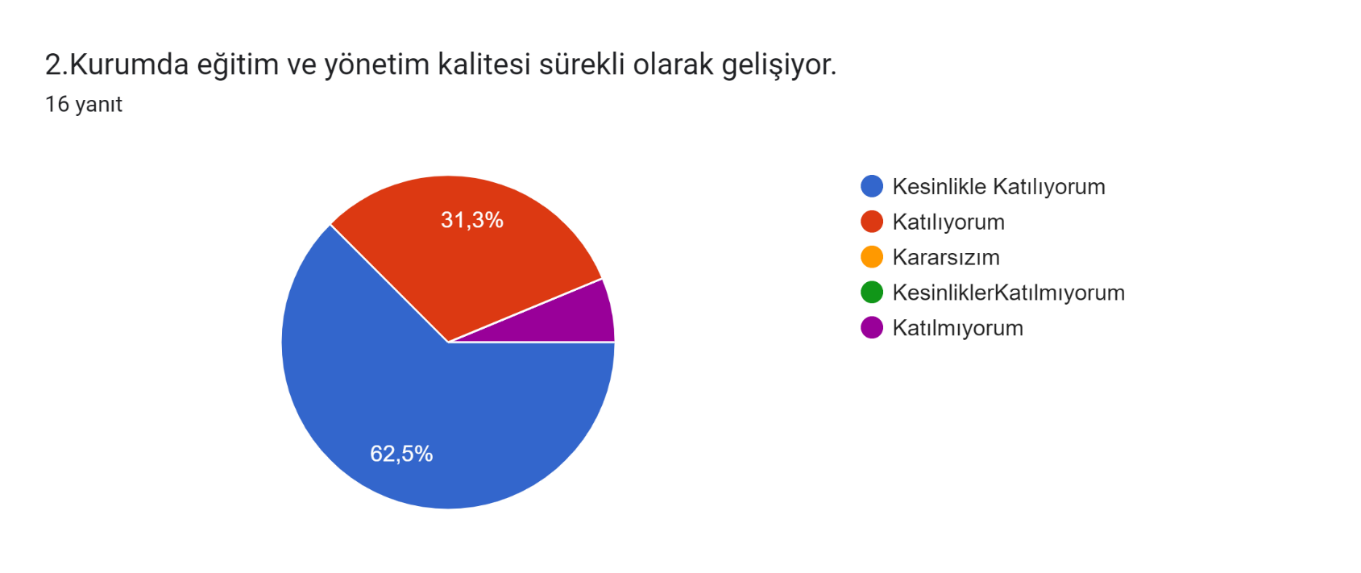 2.Kurumda eğitim ve yönetim kalitesi sürekli olarak gelişiyor.
16 yanıt
31,3%
62,5%
Kesinlikle Katılıyorum
Katılıyorum
Kararsızım
KesinliklerKatılmıyorum
Katılmıyorum